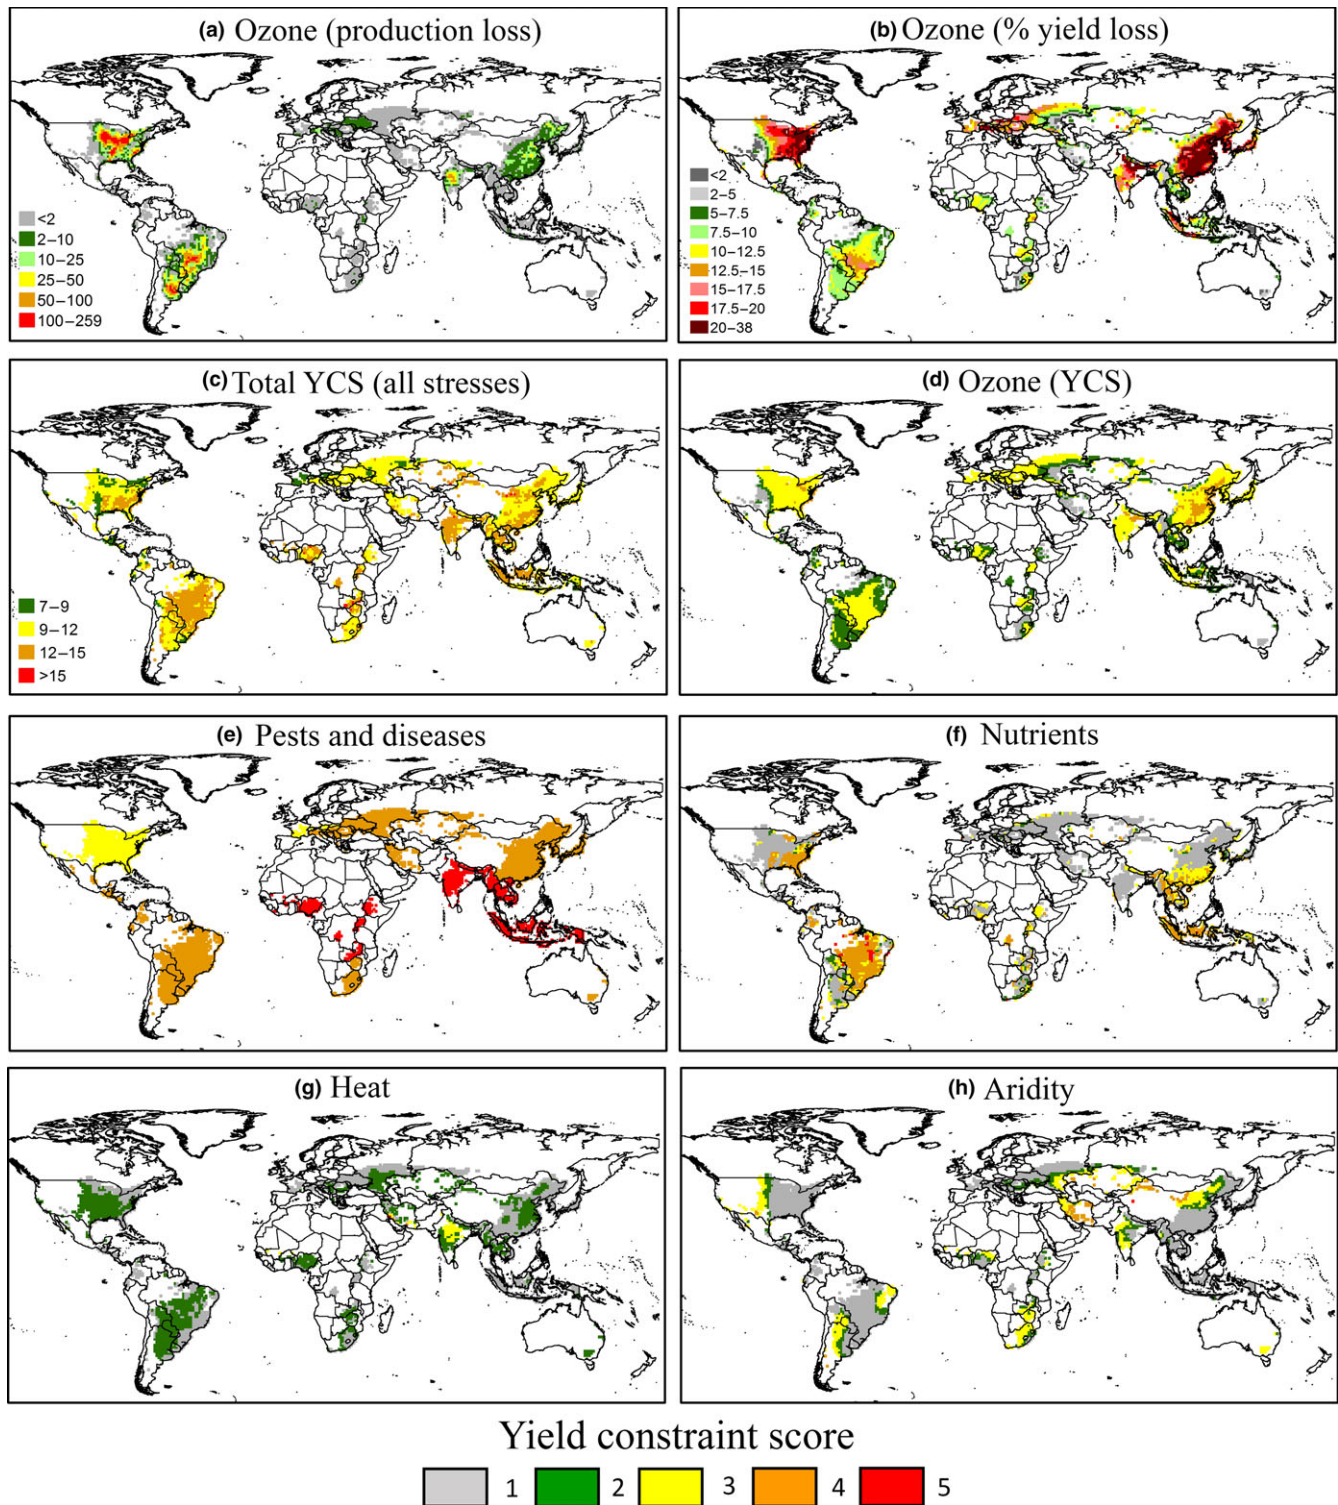 (a) Ozone (production loss)
<2
2–10
10–25
25–50
50–100
100–259
(b) Ozone (% yield loss)
<2
2–5
5–7.5
7.5–10
10–12.5
12.5–15
15–17.5
17.5–20
20–38
(c) Total YCS (all stresses)
7–9
9–12
12–15
>15
(d) Ozone (YCS)
(e) Pests and diseases
(f) Nutrients
(g) Heat
(h) Aridity
Yield constraint score
1 2 3 4 5